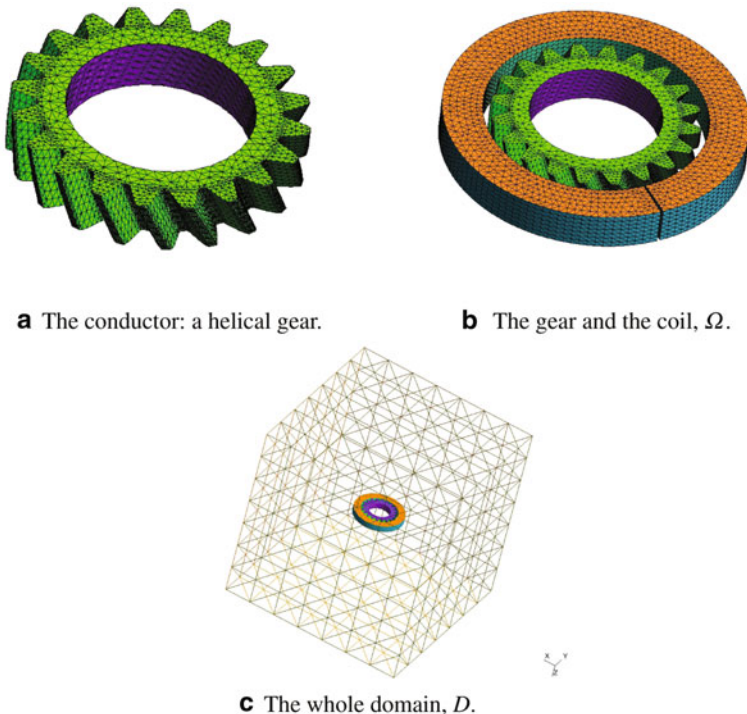 a The conductor: a helical gear.
b The gear and the coil, Ω.
X Y
Z
c The whole domain, D.